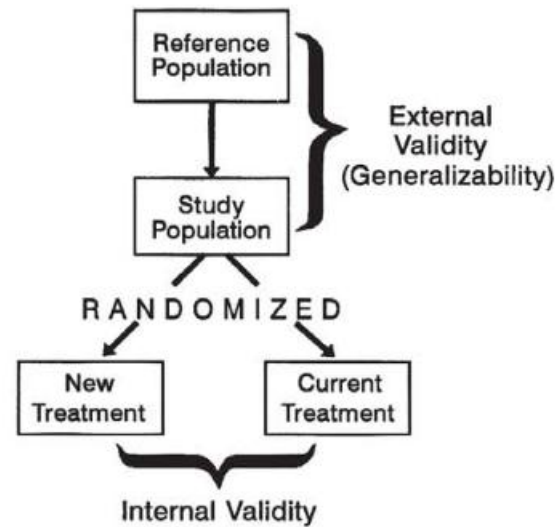 Reference
Population
External
Validity
(Generalizability)
Study
Population
RANDOMIZED
New
Treatment
Current
Treatment
Internal Validity